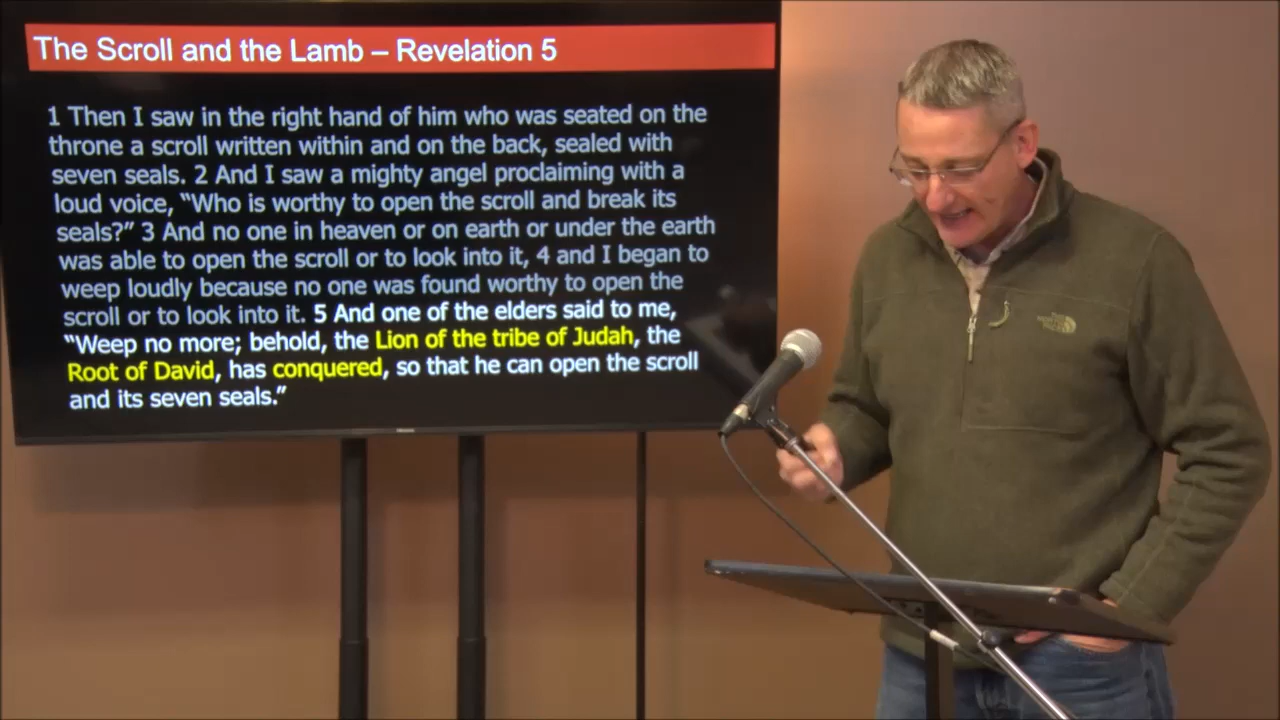 The Scroll and the Lamb – Revelation 5
1 Then I saw in the right hand of him who was seated on the
throne a scroll written within and on the back, sealed with
seven seals. 2 And I saw a mighty angel proclaiming with a
loud voice, “Who is worthy to open the scroll and break its
seals?” 3 And no one in heaven or on earth or under the earth
was able to open the scroll or to look into it, 4 and I began to
weep loudly because no one was found worthy to open the
scroll or to look into it. 5 And one of the elders said to me,
“Weep no more; behold, the Lion of the tribe of Judah, the
Root of David, has conquered, so that he can open the scroll
and its seven seals.”
THE
NORTH
FACE